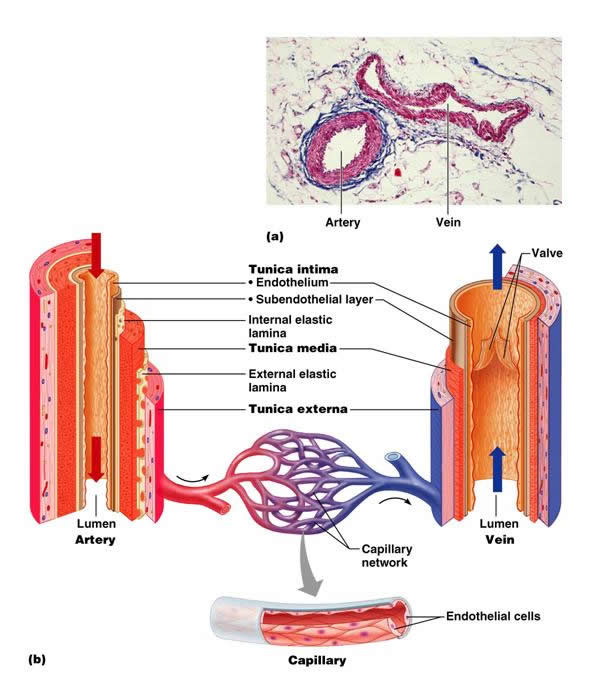 Artery
Vein
(a)
Valve
Tunica intima
• Endothelium
• Subendothelial layer
Internal elastic
lamina
Tunica media
External elastic
lamina
Tunica externa
Lumen
Artery
Lumen
Vein
Capillary
network
Endothelial cells
(b)
Capillary